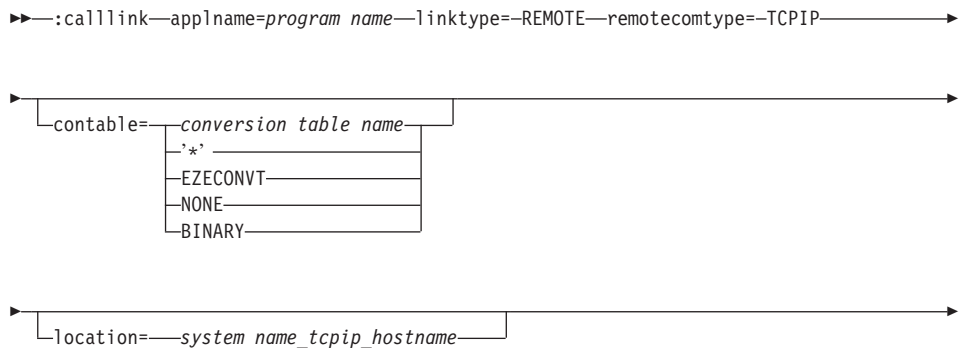 :calllink applname=program name linktype= REMOTE remotecomtype= TCPIP
contable= conversion table name
'*'
EZECONVT
NONE
BINARY
location= system name_tcpip_hostname